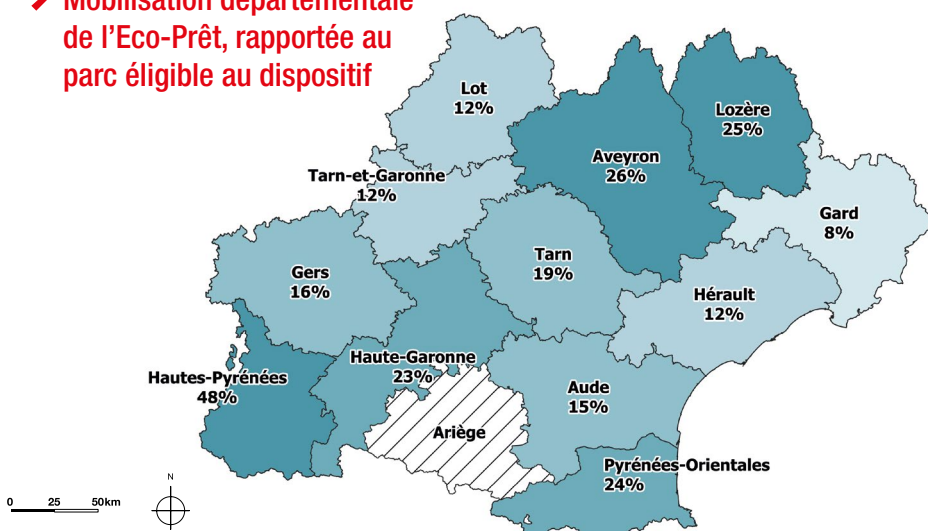 Mobilisation départementale
de l'Eco-Prêt, rapportée au
parc éligible au dispositif
Lot
12%
Lozère
25%
Aveyron
26%
Tarn-et-Garonne
12%
Gard
8%
Tarn
19%
Gers
16%
Hérault
12%
Haute-Garonne
23%
Hautes-Pyrénées
48%
Aude
15%
Ariège
Pyrénées-Orientales
24%
N
0 25 50km